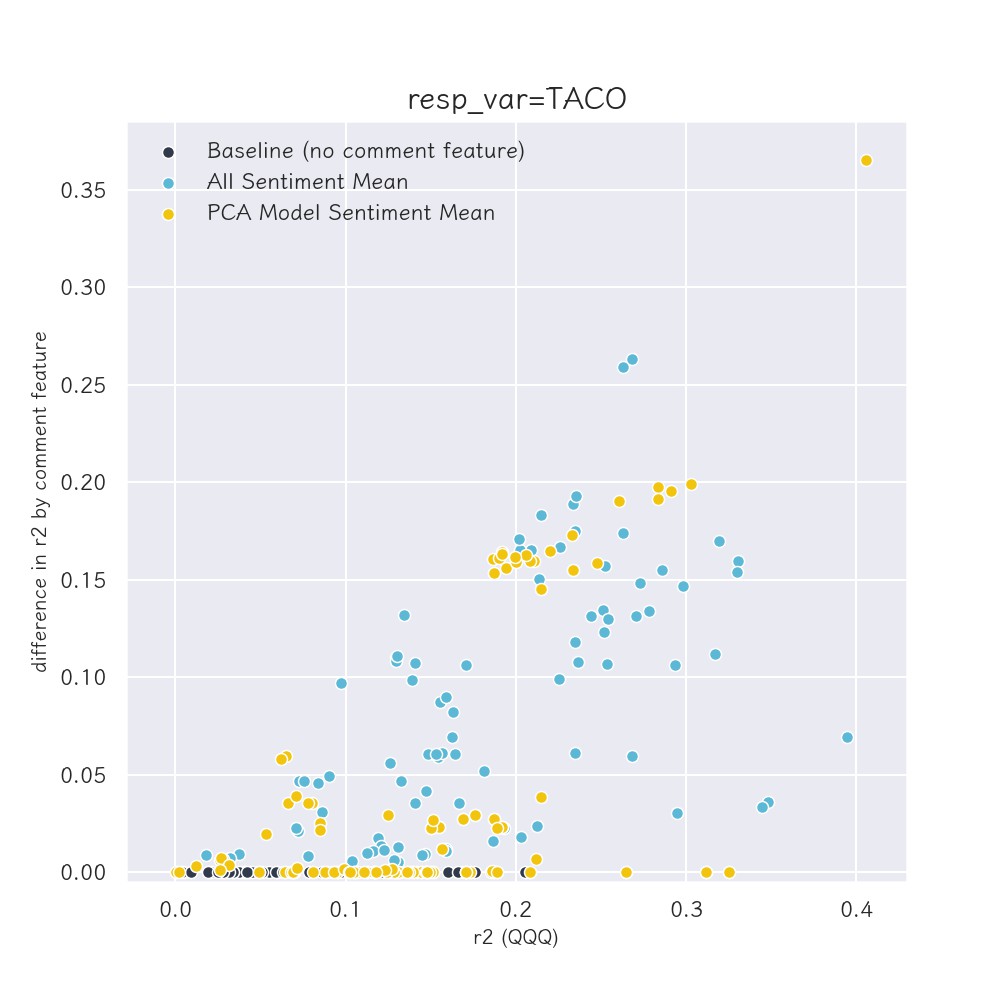 resp_var=TACO
Baseline (no comment feature)
All Sentiment Mean
PCA Model Sentiment Mean
difference in r2 by comment feature
0.35
0.30
0.25
0.20
0.15
0.10
0.05
0.00
0.0 0.1 0.2 0.3 0.4
r2 (QQQ)